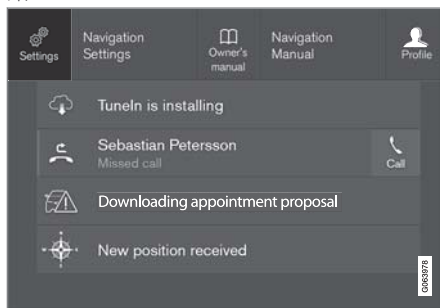 Settings
Navigation
Settings
Owner's
manual
Navigation
Manual
Profile
TuneIn is installing
Sebastian Petersson
Missed call
Call
Downloading appointment proposal
New position received
G063978